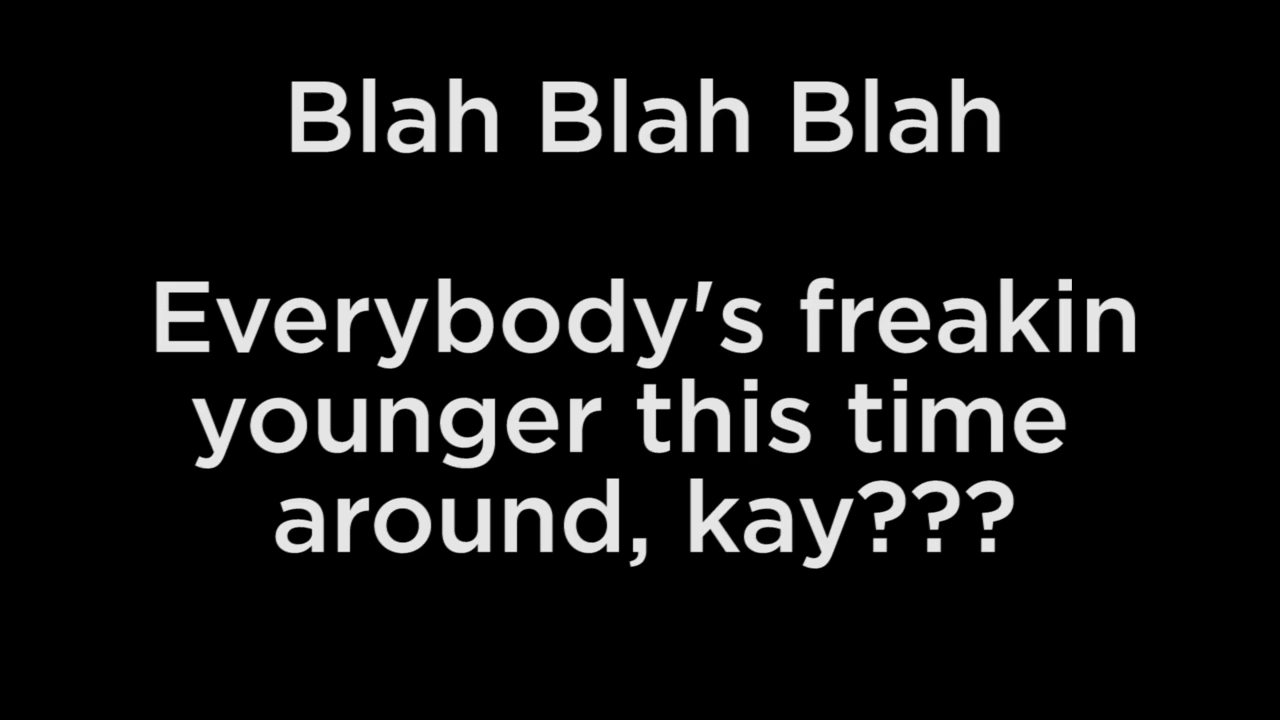 Blah Blah Blah
Everybody's freakin
younger this time
around, kay???